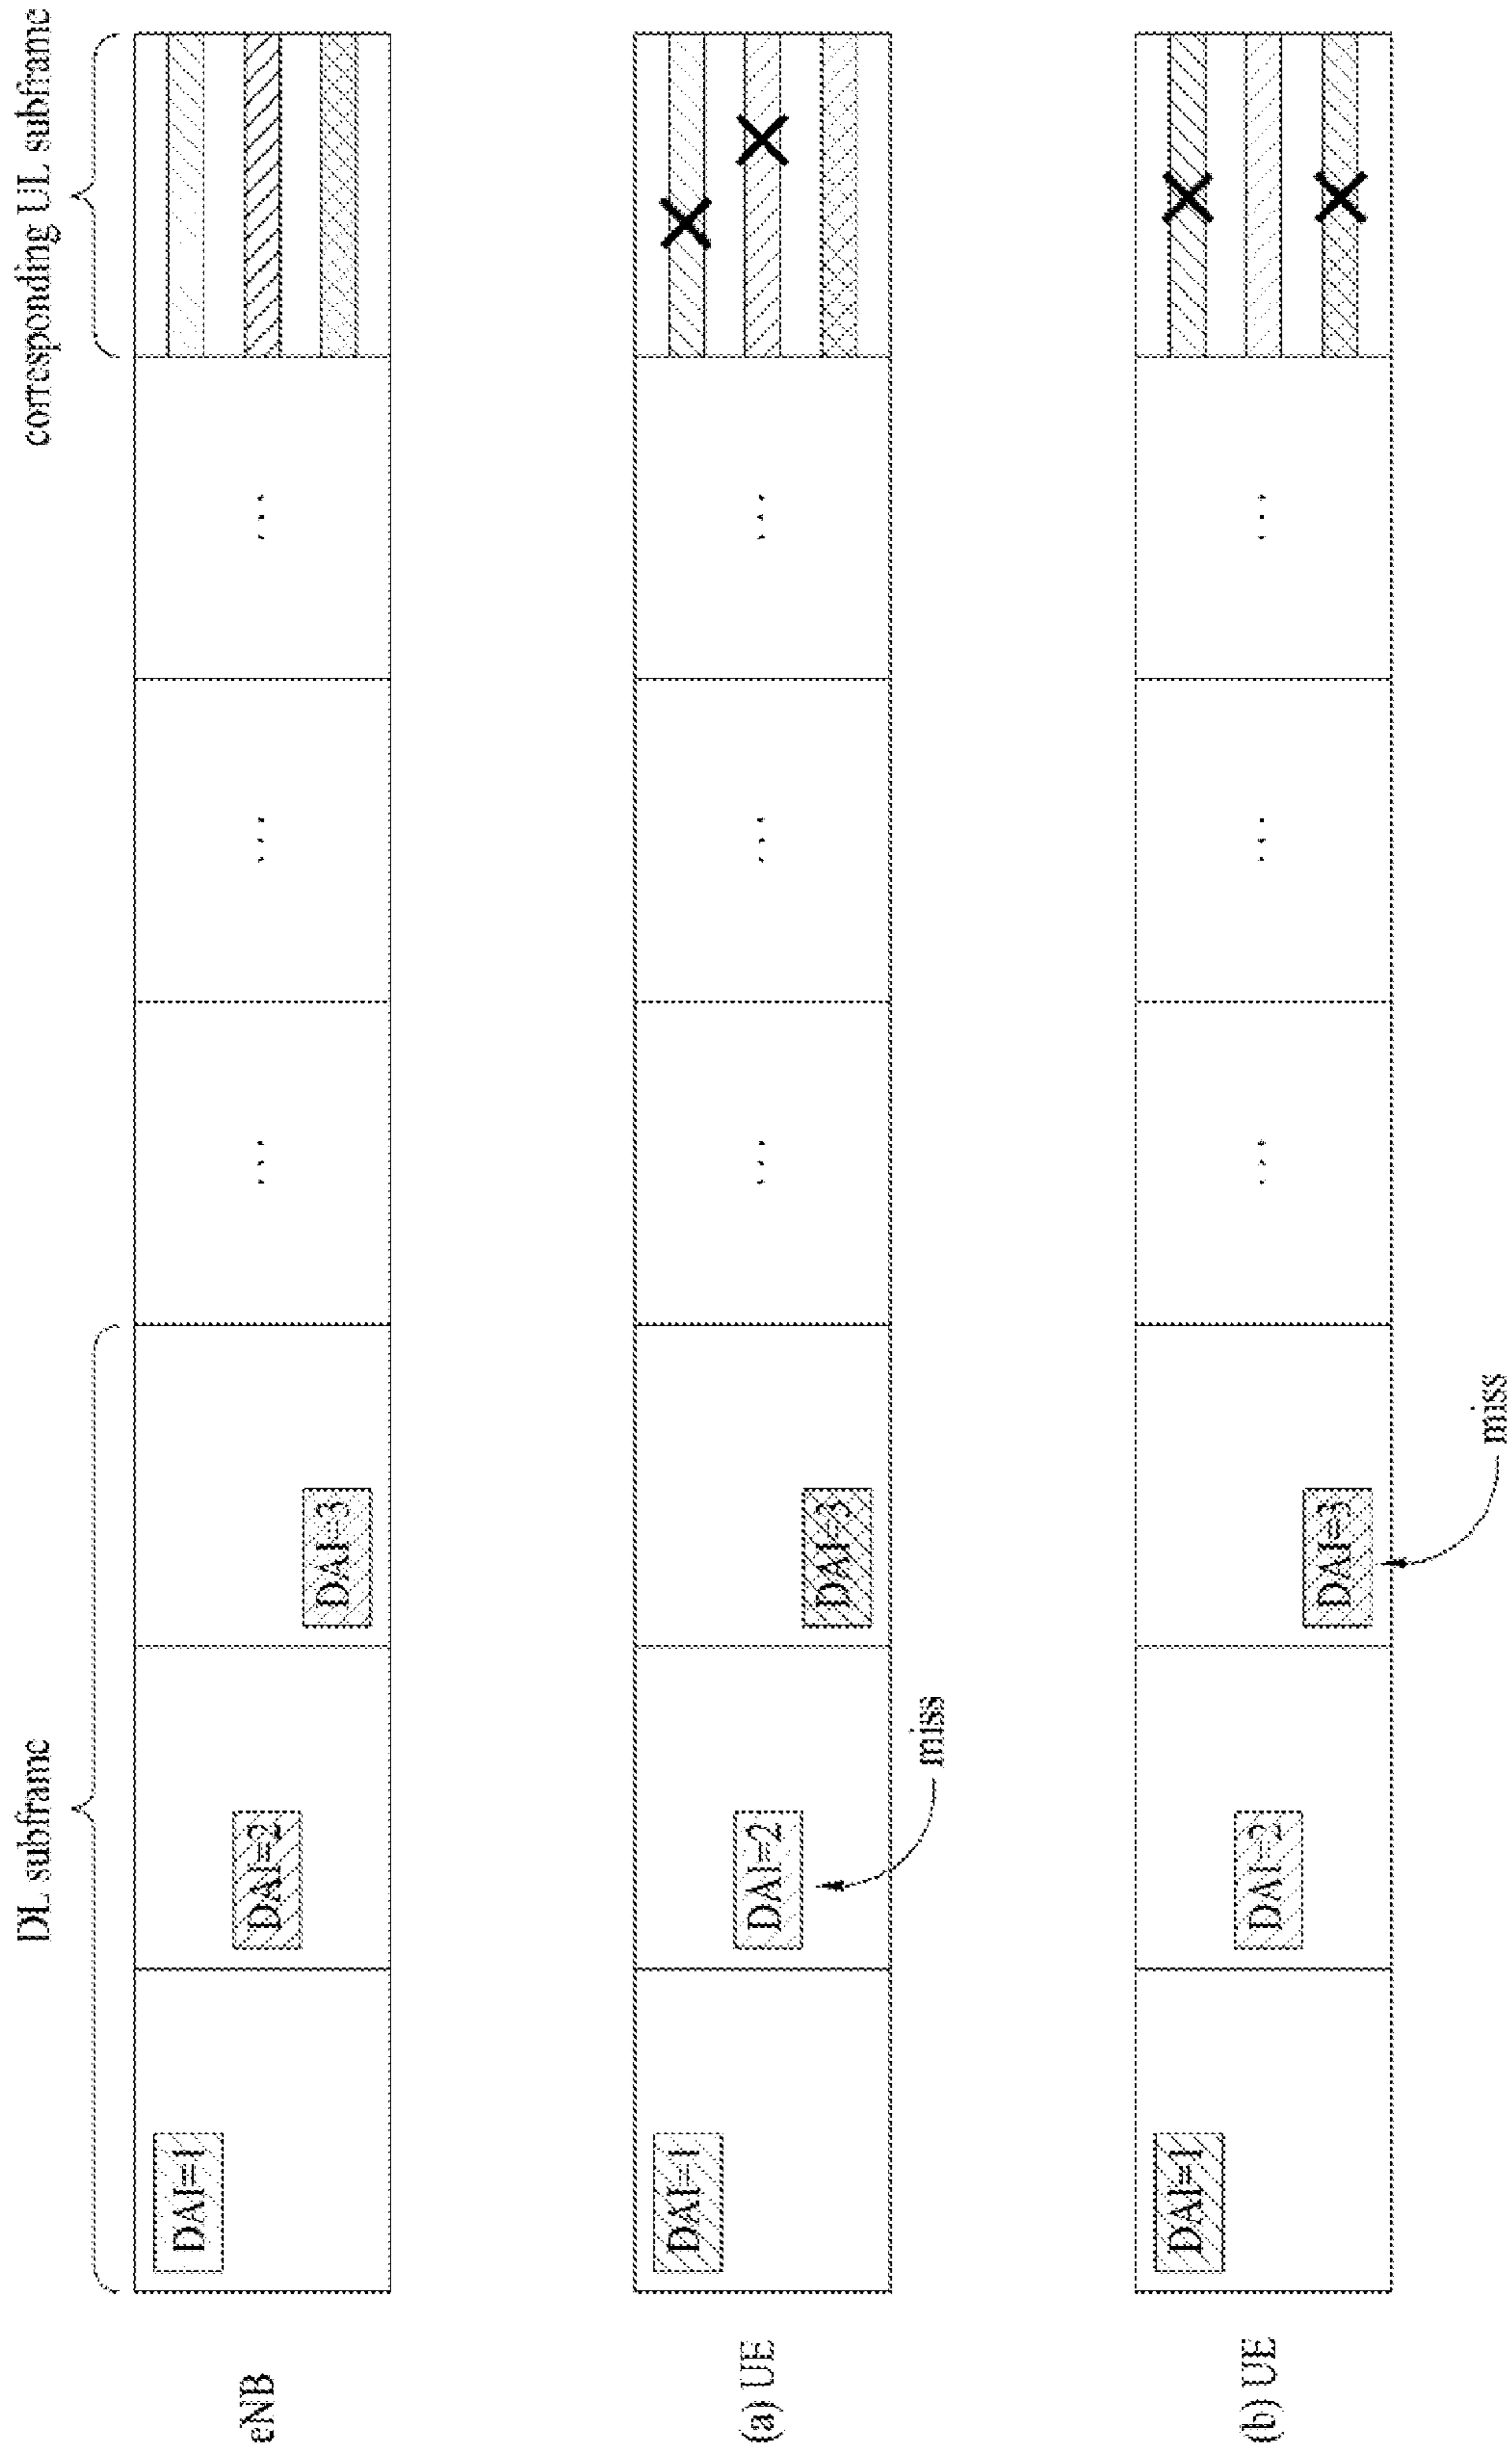 DL subframe
corresponding UL subframe
eNB
DAI=1
DAI=2
DAI=3
...
...
...
(a) UE
DAI=1
DAI=2
DAI=3
...
...
...
miss
(b) UE
DAI=1
DAI=2
DAI=3
...
...
...
miss